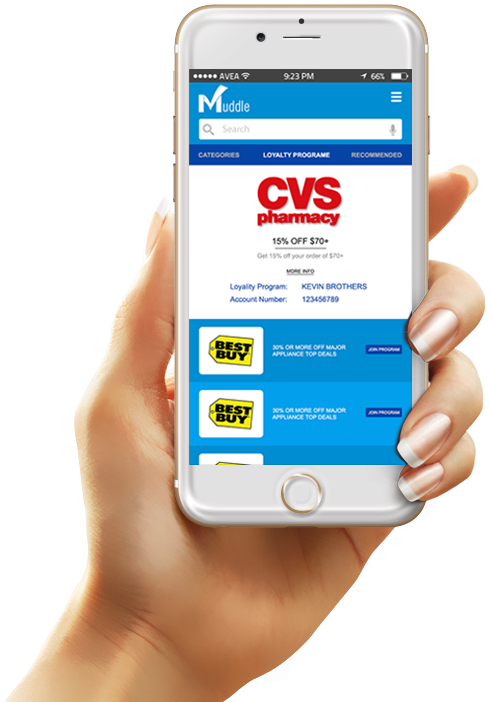 AVEA 9:23 PM 66%
Muddle
Search
CATEGORIES LOYALTY PROGRAME RECOMMENDED
CVS
pharmacy
15% OFF $70+
Get 15% off your order of $70+
MORE INFO
Loyality Program: KEVIN BROTHERS
Account Number: 123456789
BEST
BUY
30% OR MORE OFF MAJOR
APPLIANCE TOP DEALS
JOIN PROGRAM
BEST
BUY
30% OR MORE OFF MAJOR
APPLIANCE TOP DEALS
JOIN PROGRAM